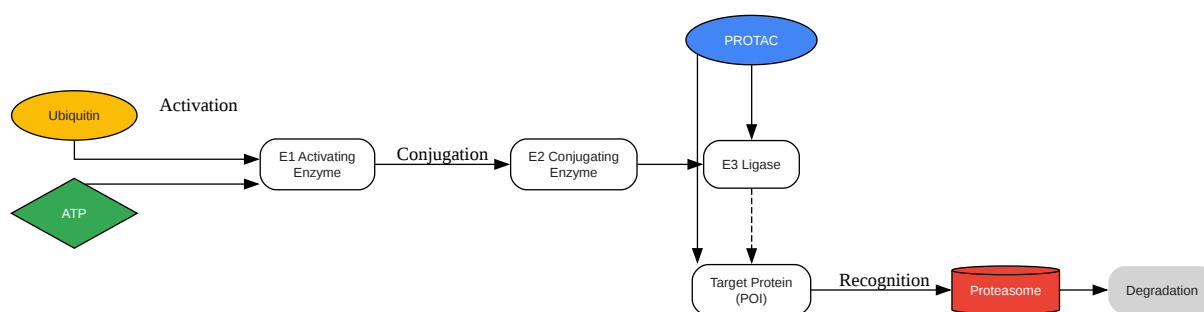 PROTAC
Ubiquitin
Activation
E1 Activating
Enzyme
Conjugation
E2 Conjugating
Enzyme
E3 Ligase
ATP
Target Protein
(POI)
Recognition
Proteasome
Degradation